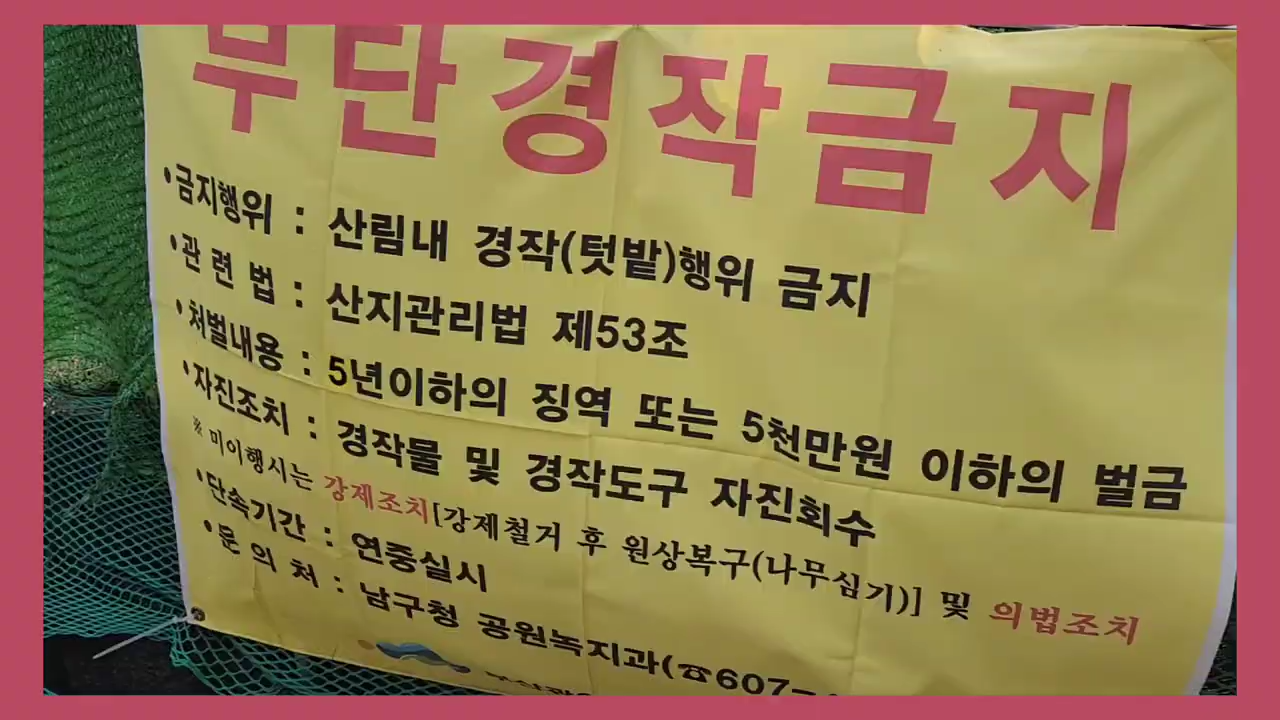 무단경작금지
•금지행위 : 산림내 경작(텃밭)행위 금지
•관 련 법 : 산지관리법 제53조
•처벌내용 : 5년이하의 징역 또는 5천만원 이하의 벌금
•자진조치 : 경작물 및 경작도구 자진회수
※ 미이행시는 강제조치[강제철거 후 원상복구(나무심기)] 및 의법조치
•단속기간 : 연중실시
•문 의 처 : 남구청 공원녹지과(☎607-